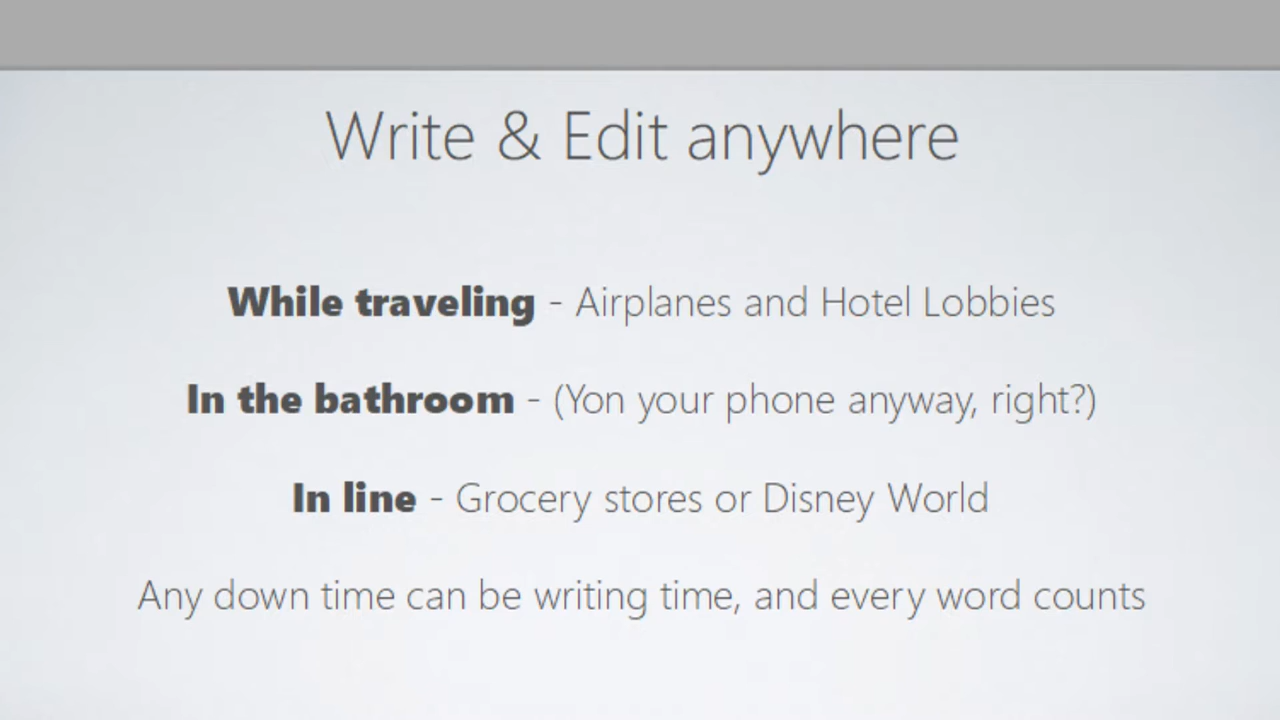 Write & Edit anywhere
While traveling - Airplanes and Hotel Lobbies
In the bathroom - (Yon your phone anyway, right?)
In line - Grocery stores or Disney World
Any down time can be writing time, and every word counts